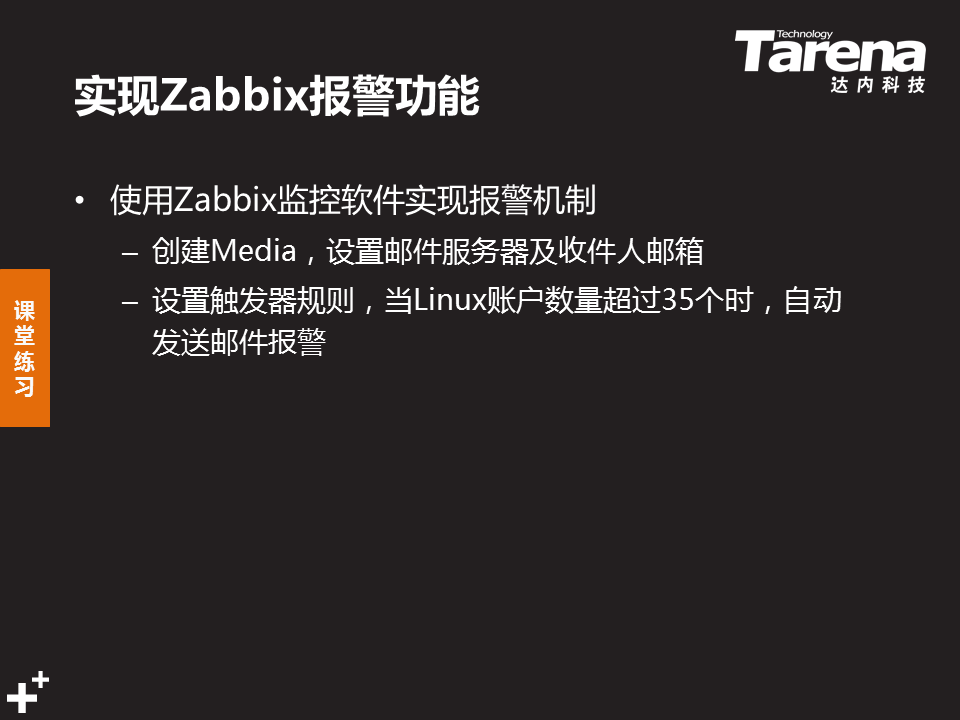 Technology
Tarena
达内科技
实现Zabbix报警功能
• 使用Zabbix监控软件实现报警机制
– 创建Media，设置邮件服务器及收件人邮箱
– 设置触发器规则，当Linux账户数量超过35个时，自动
发送邮件报警
课
堂
练
习